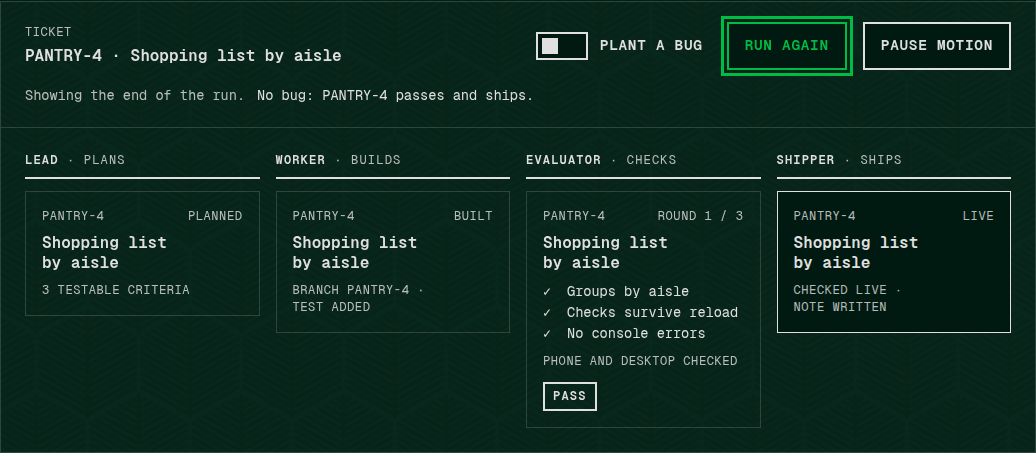 TICKET
PANTRY-4 · Shopping list by aisle
PLANT A BUG
RUN AGAIN
PAUSE MOTION
Showing the end of the run. No bug: PANTRY-4 passes and ships.
LEAD · PLANS
PANTRY-4 PLANNED
Shopping list
by aisle
3 TESTABLE CRITERIA
WORKER · BUILDS
PANTRY-4 BUILT
Shopping list
by aisle
BRANCH PANTRY-4 ·
TEST ADDED
EVALUATOR · CHECKS
PANTRY-4 ROUND 1 / 3
Shopping list
by aisle
✓ Groups by aisle
✓ Checks survive reload
✓ No console errors
PHONE AND DESKTOP CHECKED
PASS
SHIPPER · SHIPS
PANTRY-4 LIVE
Shopping list
by aisle
CHECKED LIVE ·
NOTE WRITTEN